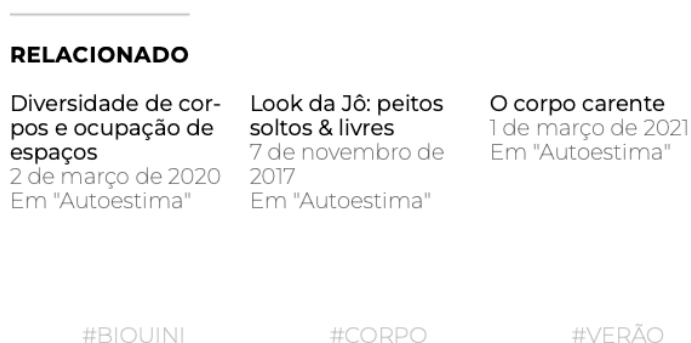 RELACIONADO
Diversidade de cor-
pos e ocupação de
espaços
2 de março de 2020
Em "Autoestima"
Look da Jô: peitos
soltos & livres
7 de novembro de
2017
Em "Autoestima"
O corpo carente
1 de março de 2021
Em "Autoestima"
#BIQUINI
#CORPO
#VERÃO